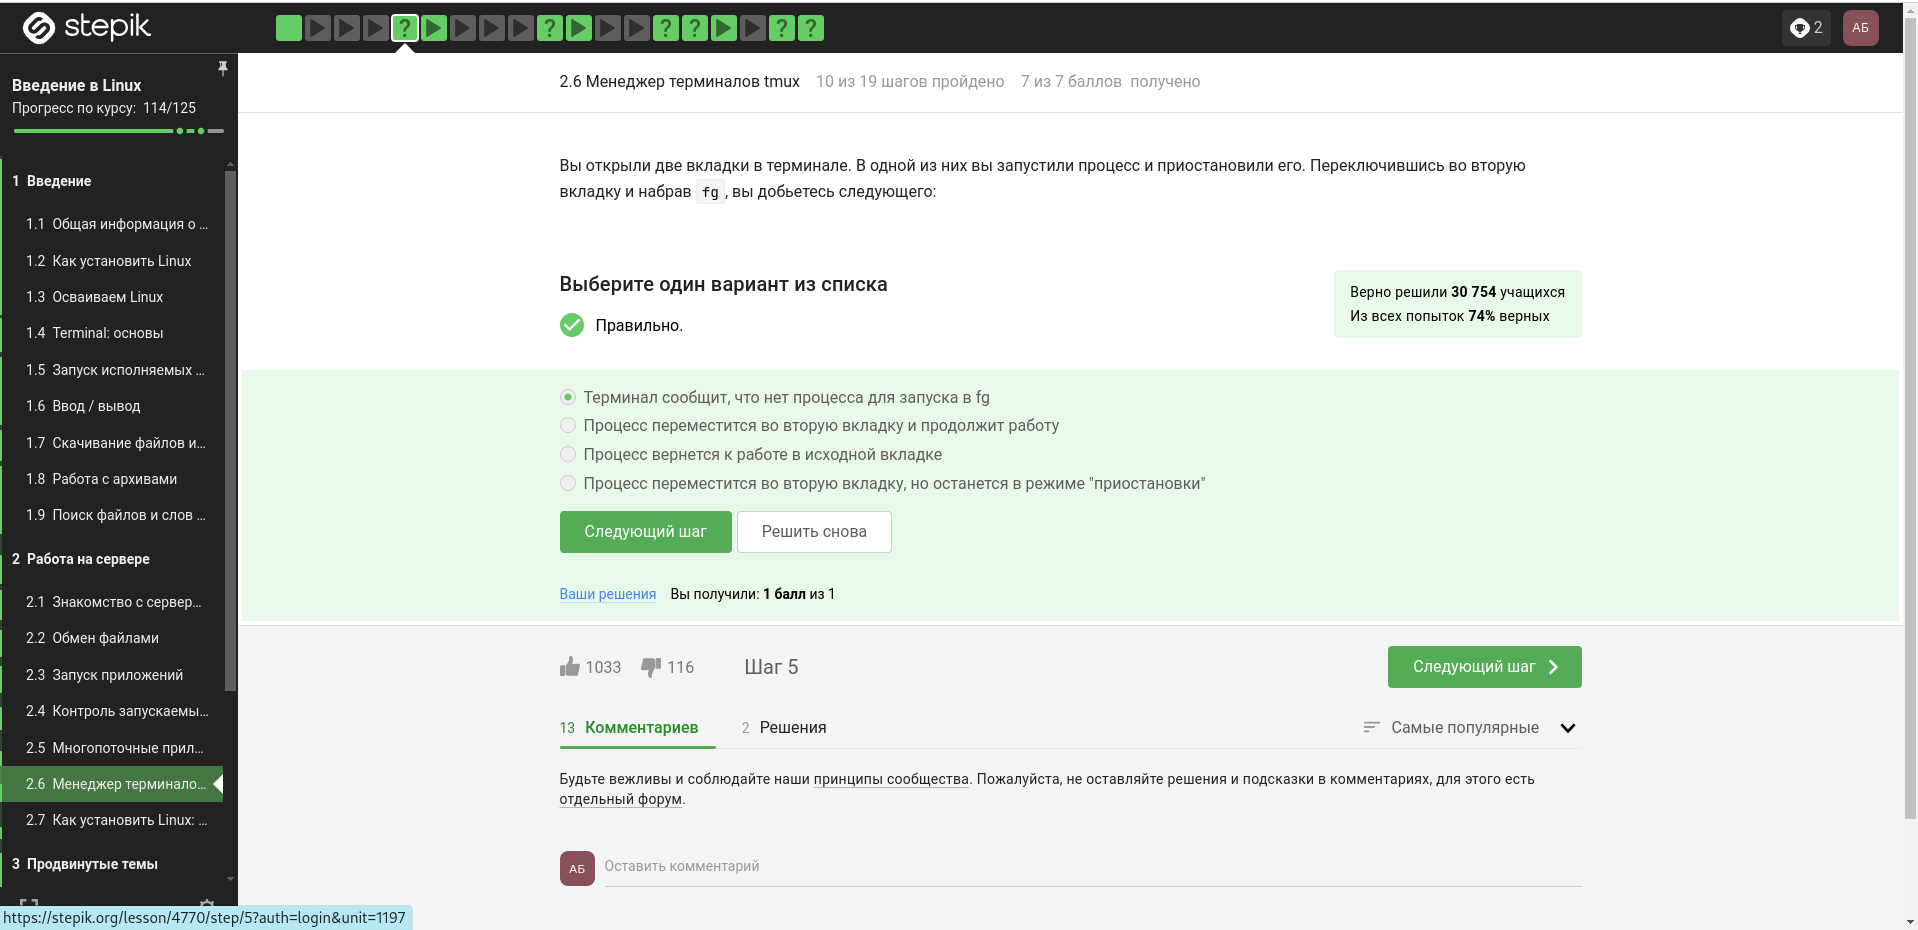 stepik
? ? ? ? ? ?
2
АБ
Введение в Linux
Прогресс по курсу: 114/125
1 Введение
1.1 Общая информация о ...
1.2 Как установить Linux
1.3 Осваиваем Linux
1.4 Terminal: основы
1.5 Запуск исполняемых ...
1.6 Ввод / вывод
1.7 Скачивание файлов и...
1.8 Работа с архивами
1.9 Поиск файлов и слов ...
2 Работа на сервере
2.1 Знакомство с сервер...
2.2 Обмен файлами
2.3 Запуск приложений
2.4 Контроль запускаемы...
2.5 Многопоточные прил...
2.6 Менеджер терминало...
2.7 Как установить Linux: ...
3 Продвинутые темы
https://stepik.org/lesson/4770/step/5?auth=login&unit=1197
2.6 Менеджер терминалов tmux 10 из 19 шагов пройдено 7 из 7 баллов получено
Вы открыли две вкладки в терминале. В одной из них вы запустили процесс и приостановили его. Переключившись во вторую
вкладку и набрав fg , вы добьетесь следующего:
Выберите один вариант из списка
Правильно.
Верно решили 30 754 учащихся
Из всех попыток 74% верных
Терминал сообщит, что нет процесса для запуска в fg
Процесс переместится во вторую вкладку и продолжит работу
Процесс вернется к работе в исходной вкладке
Процесс переместится во вторую вкладку, но останется в режиме "приостановки"
Следующий шаг Решить снова
Ваши решения Вы получили: 1 балл из 1
1033 116 Шаг 5 Следующий шаг
13 Комментариев 2 Решения Самые популярные
Будьте вежливы и соблюдайте наши принципы сообщества. Пожалуйста, не оставляйте решения и подсказки в комментариях, для этого есть
отдельный форум.
АБ Оставить комментарий